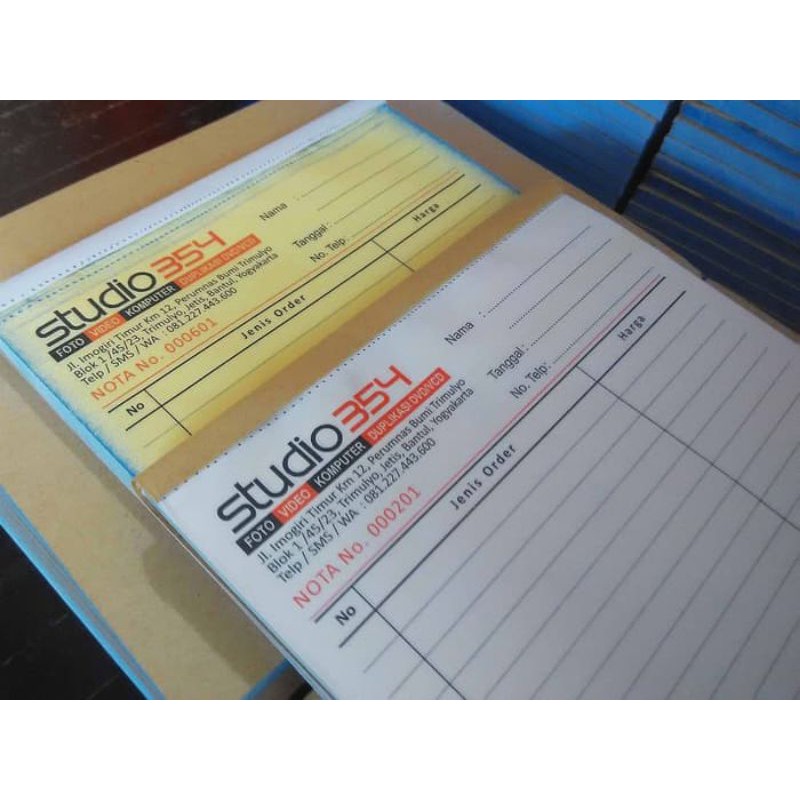 studio354
FOTO VIDEO KOMPUTER DUPLIKASI DVD/VCD
Jl. Imogiri Timur Km 12, Perumnas Bumi Trimulyo
Blok 1 /45/23, Trimulyo, Jetis, Bantul, Yogyakarta
Telp / SMS / WA : 081.227.443.600
NOTA No. 000601
Nama :
Tanggal :
No. Telp :
No Jenis Order Harga
studio354
FOTO VIDEO KOMPUTER DUPLIKASI DVD/VCD
Jl. Imogiri Timur Km 12, Perumnas Bumi Trimulyo
Blok 1 /45/23, Trimulyo, Jetis, Bantul, Yogyakarta
Telp / SMS / WA : 081.227.443.600
NOTA No. 000201
Nama :
Tanggal :
No. Telp :
No Jenis Order Harga